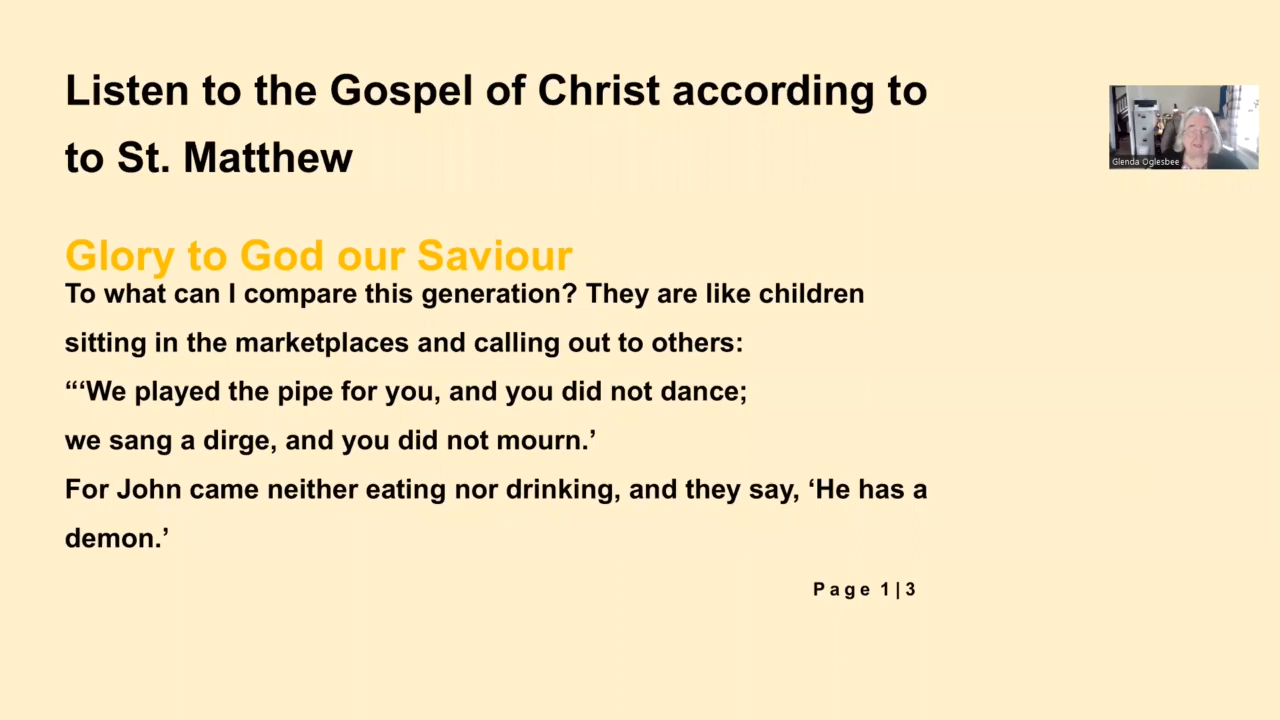 Listen to the Gospel of Christ according to
to St. Matthew
Glenda Oglesbee
Glory to God our Saviour
To what can I compare this generation? They are like children
sitting in the marketplaces and calling out to others:
“‘We played the pipe for you, and you did not dance;
we sang a dirge, and you did not mourn.’
For John came neither eating nor drinking, and they say, ‘He has a
demon.’
Page 1|3